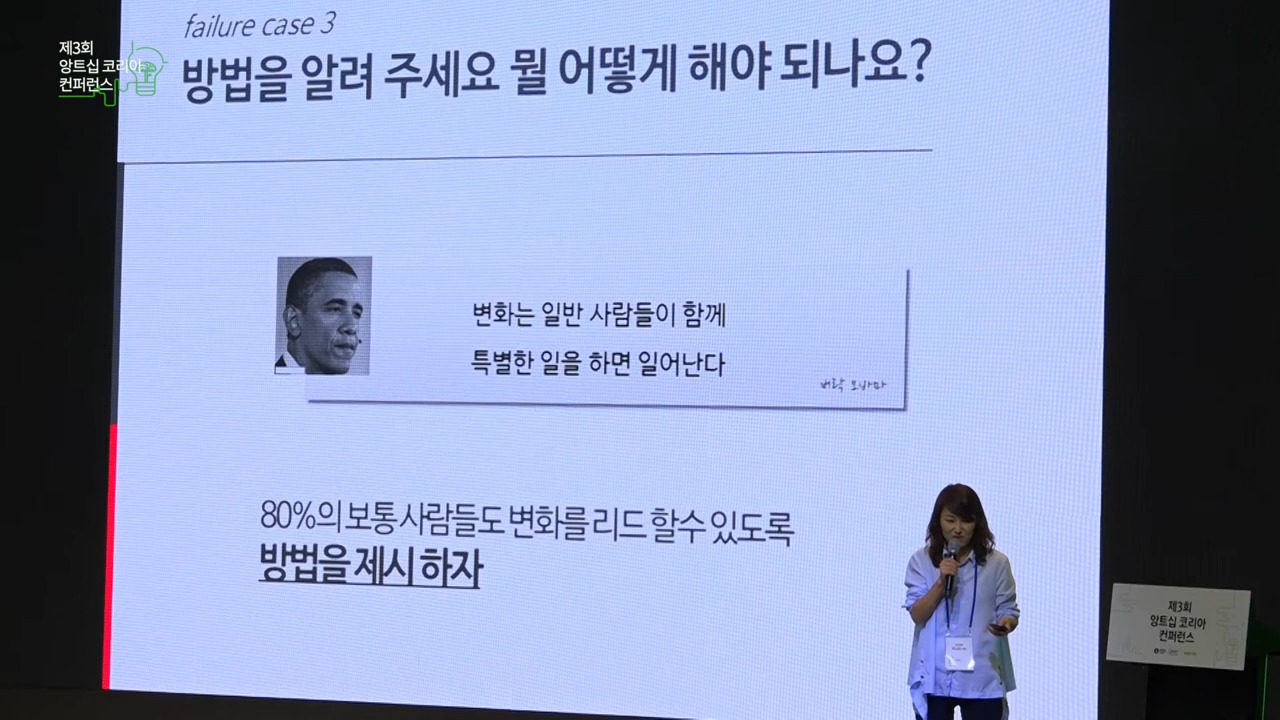 제3회
앙트십 코리아
컨퍼런스
failure case 3
방법을 알려 주세요 뭘 어떻게 해야 되나요?
변화는 일반 사람들이 함께
특별한 일을 하면 일어난다
버락 오바마
80%의 보통 사람들도 변화를 리드 할수 있도록
방법을 제시 하자
제3회
앙트십 코리아
컨퍼런스